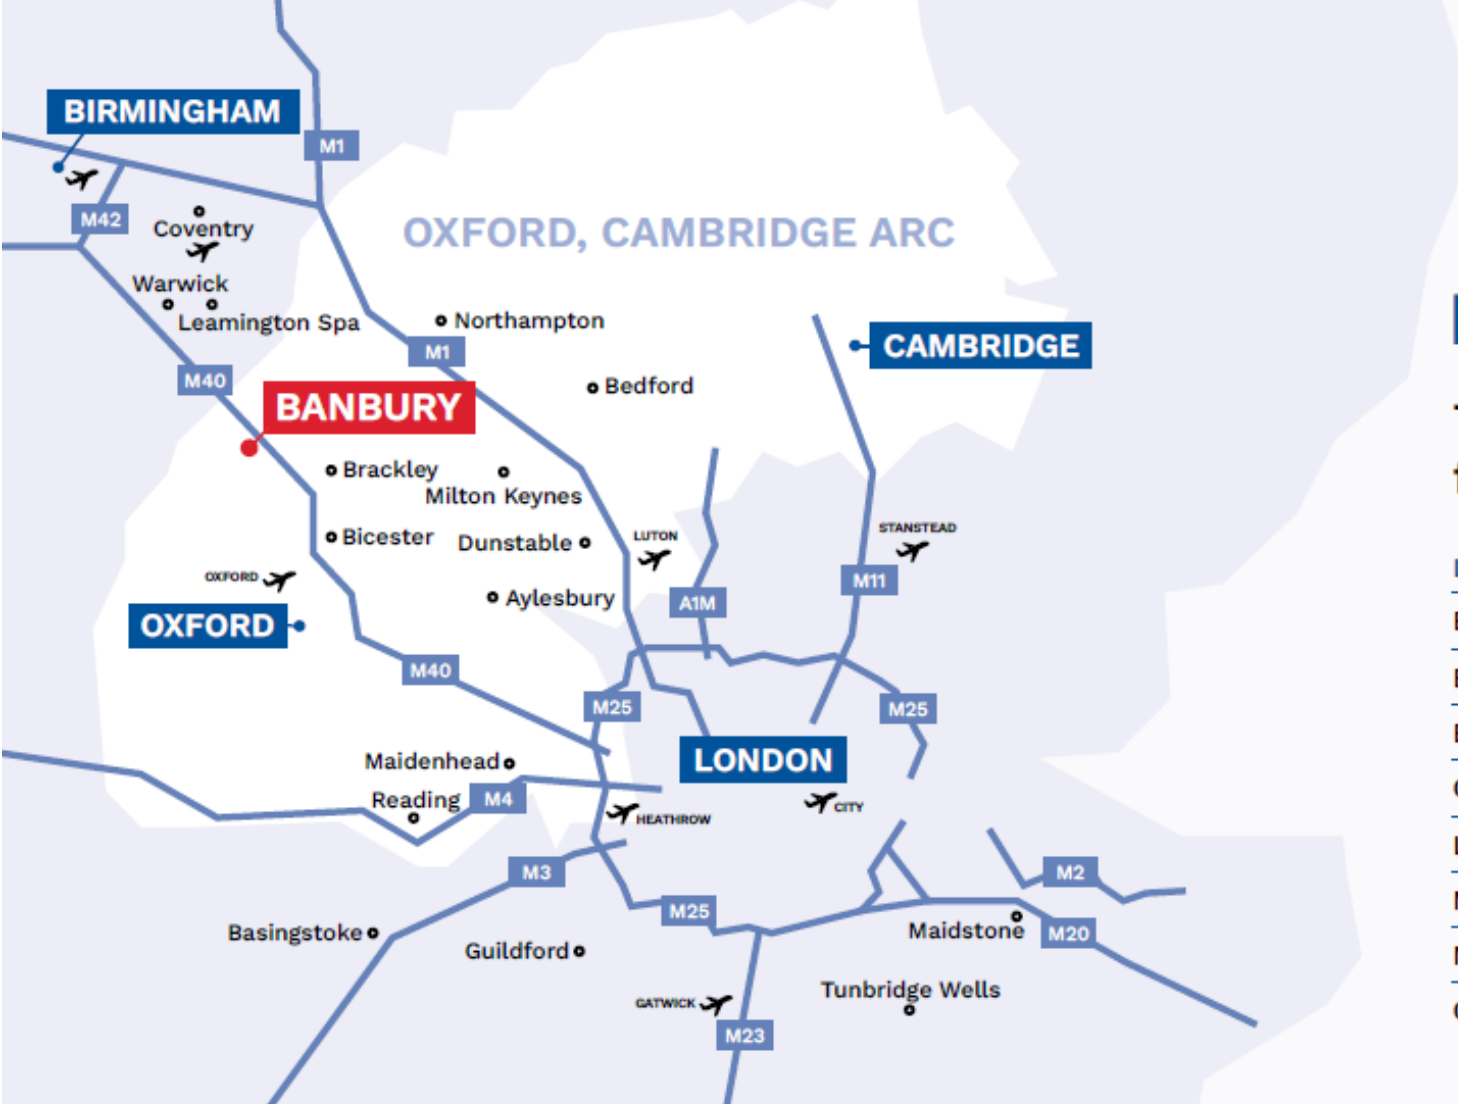 BIRMINGHAM
M1
M42
Coventry
OXFORD, CAMBRIDGE ARC
Warwick
Leamington Spa
Northampton
CAMBRIDGE
M1
M40
Bedford
BANBURY
Brackley
Milton Keynes
STANSTEAD
Bicester
Dunstable
LUTON
OXFORD
M11
Aylesbury
A1M
OXFORD
M40
M25
M25
Maidenhead
LONDON
Reading
M4
CITY
HEATHROW
M3
M2
M25
Basingstoke
Maidstone
M20
Guildford
Tunbridge Wells
GATWICK
M23